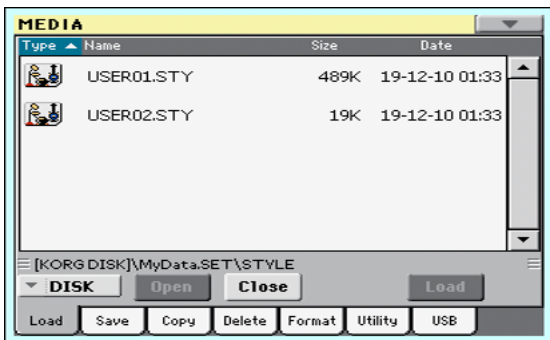 MEDIA
Type Name Size Date
USER01.STY 489K 19-12-10 01:33
USER02.STY 19K 19-12-10 01:33
[KORG DISK]\MyData.SET\STYLE
DISK Open Close Load
Load Save Copy Delete Format Utility USB